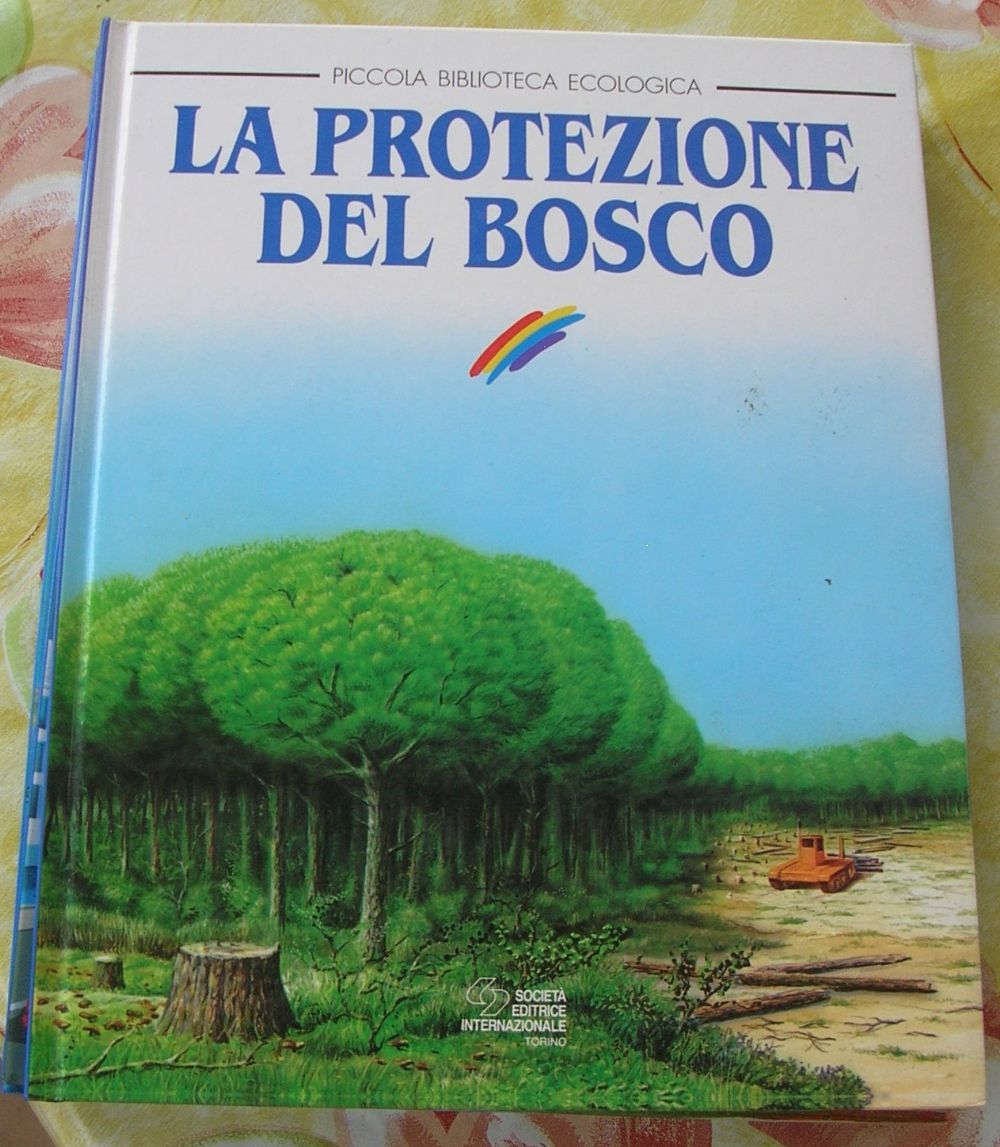 PICCOLA BIBLIOTECA ECOLOGICA
LA PROTEZIONE
DEL BOSCO
SOCIETÀ
EDITRICE
INTERNAZIONALE
TORINO